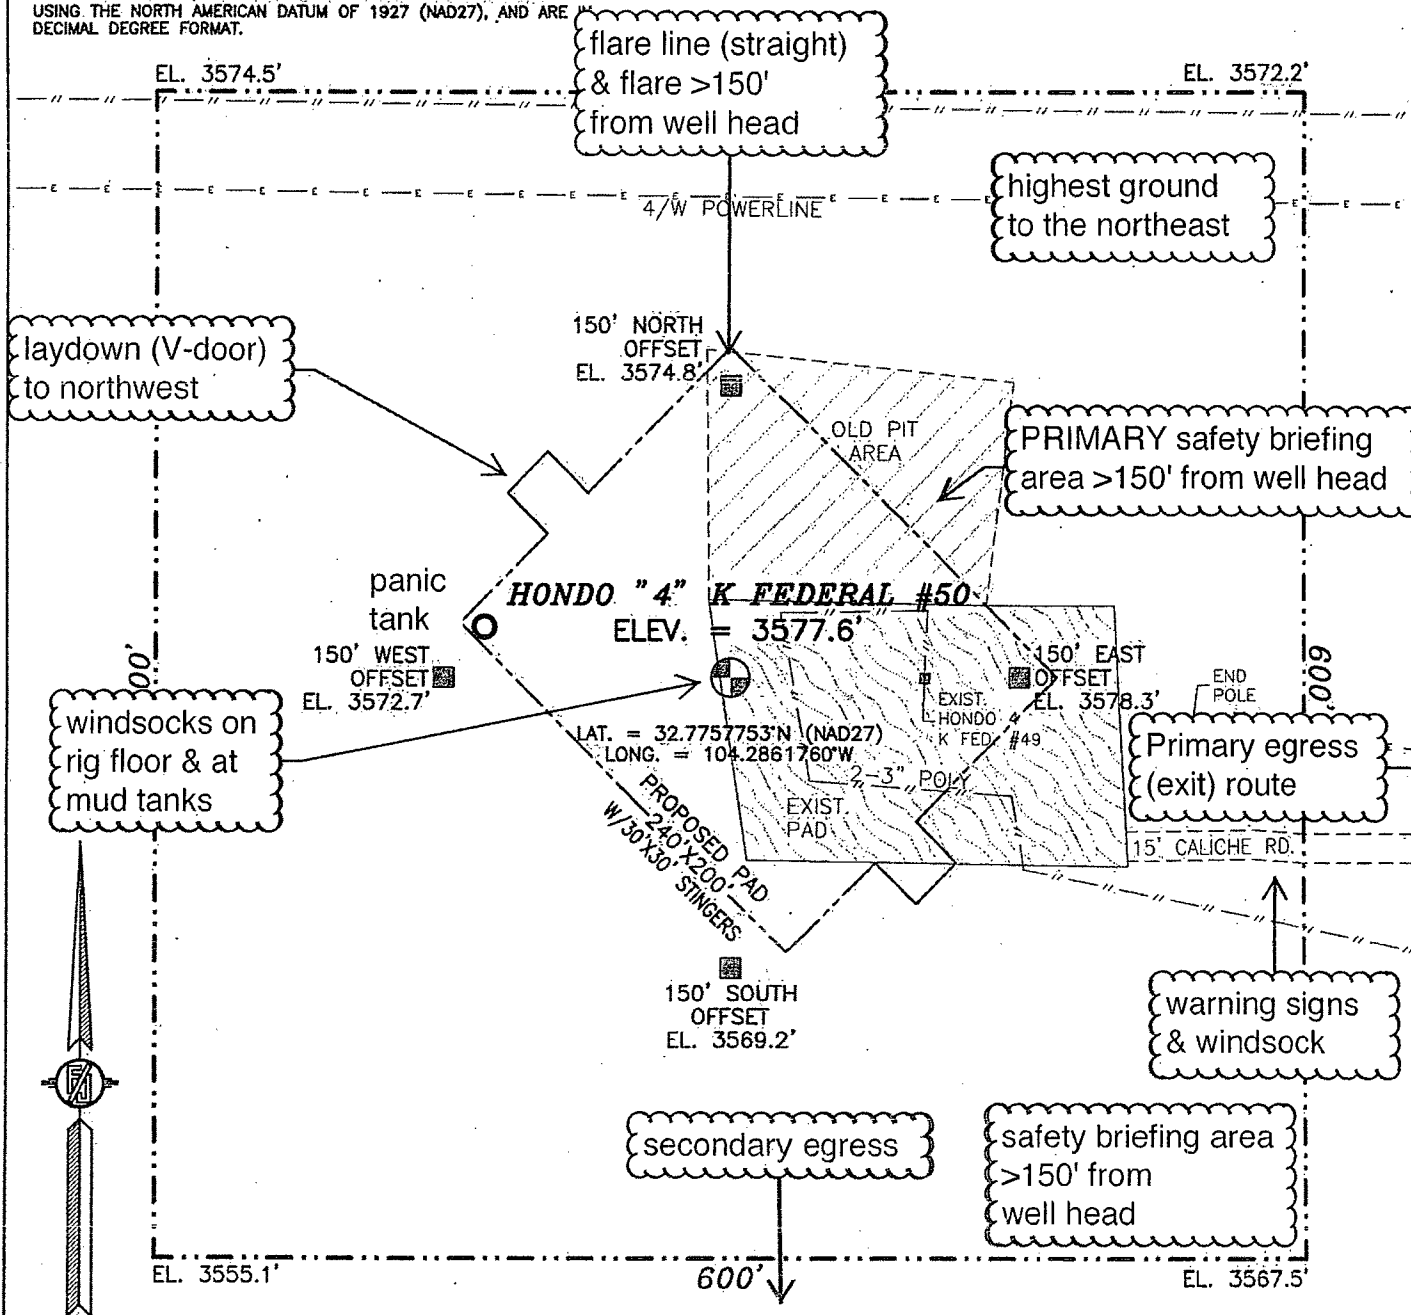 USING THE NORTH AMERICAN DATUM OF 1927 (NAD27), AND ARE
DECIMAL DEGREE FORMAT.
flare line (straight)
& flare >150'
from well head
EL. 3574.5'
EL. 3572.2'
highest ground
to the northeast
4/W POWERLINE
E E E E E E E E E E E E E E
laydown (V-door)
to northwest
150' NORTH
OFFSET
EL. 3574.8'
OLD PIT
AREA
PRIMARY safety briefing
area >150' from well head
panic
tank
HONDO "4" K FEDERAL #50
ELEV. = 3577.6'
150' WEST
OFFSET
EL. 3572.7'
150' EAST
OFFSET
EL. 3578.3'
00'
600'
END
POLE
windsocks on
rig floor & at
mud tanks
EXIST.
HONDO
K FED. #49
LAT. = 32.7757753°N (NAD27)
LONG. = 104.2861760°W
Primary egress
(exit) route
2-3" POLY
EXIST.
PAD
PROPOSED PAD
240'X200'
W/30'X30' STINGERS
15' CALICHE RD.
150' SOUTH
OFFSET
EL. 3569.2'
warning signs
& windsock
secondary egress
safety briefing area
>150' from
well head
EL. 3555.1'
600'
EL. 3567.5'